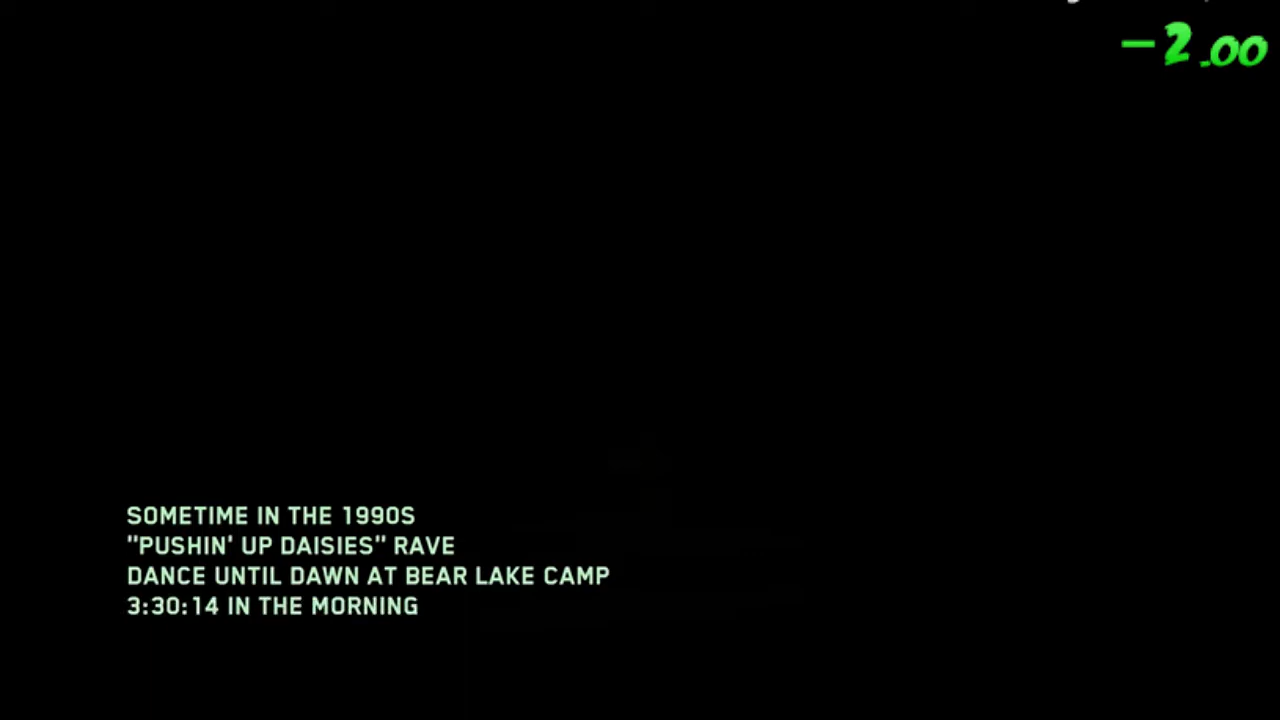 -2.00
SOMETIME IN THE 1990S
"PUSHIN' UP DAISIES" RAVE
DANCE UNTIL DAWN AT BEAR LAKE CAMP
3:30:14 IN THE MORNING